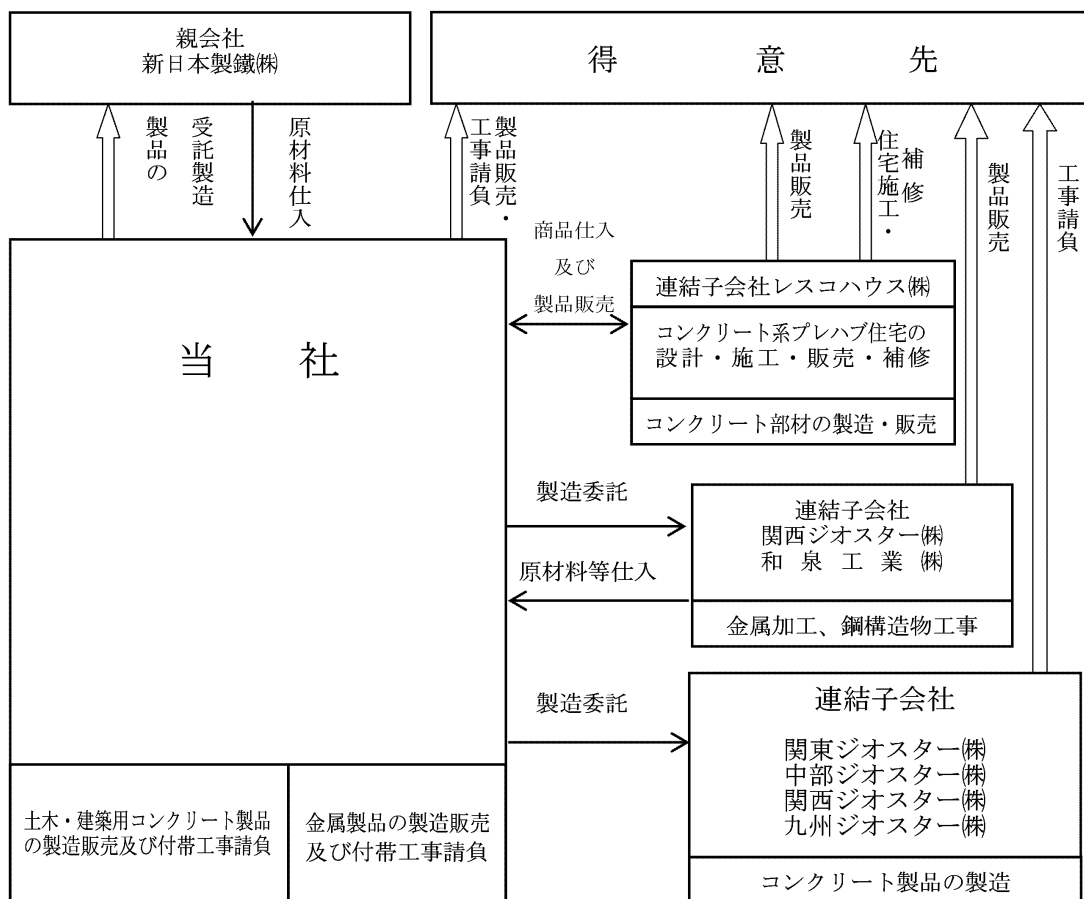 親会社
新日本製鐵㈱
得意先
製品の
受託製造
原材料仕入
製品販売・
工事請負
製品販売
住宅施工・
補修
製品販売
工事請負
商品仕入
及び
製品販売
連結子会社レスコハウス㈱
コンクリート系プレハブ住宅の
設計・施工・販売・補修
コンクリート部材の製造・販売
当社
製造委託
原材料等仕入
連結子会社
関西ジオスター㈱
和泉工業㈱
金属加工、鋼構造物工事
製造委託
連結子会社
関東ジオスター㈱
中部ジオスター㈱
関西ジオスター㈱
九州ジオスター㈱
コンクリート製品の製造
土木・建築用コンクリート製品
の製造販売及び付帯工事請負
金属製品の製造販売
及び付帯工事請負